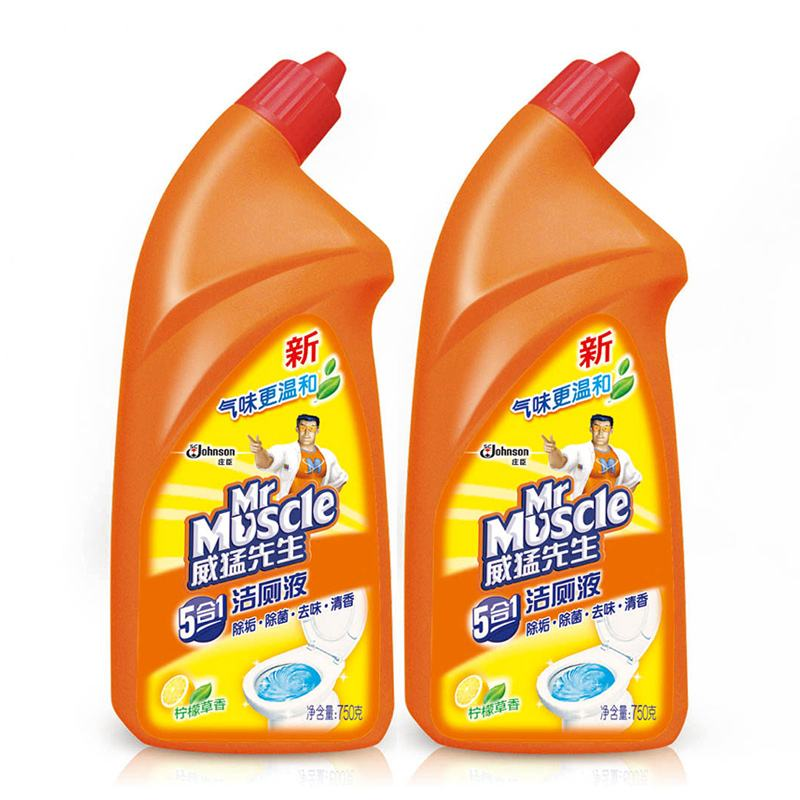 新
气味更温和
SC Johnson
庄臣
M
Mr
Muscle
威猛先生
5合1 洁厕液
除垢·除菌·去味·清香
柠檬草香
净含量:750克
新
气味更温和
SC Johnson
庄臣
M
Mr
Muscle
威猛先生
5合1 洁厕液
除垢·除菌·去味·清香
柠檬草香
净含量:750克